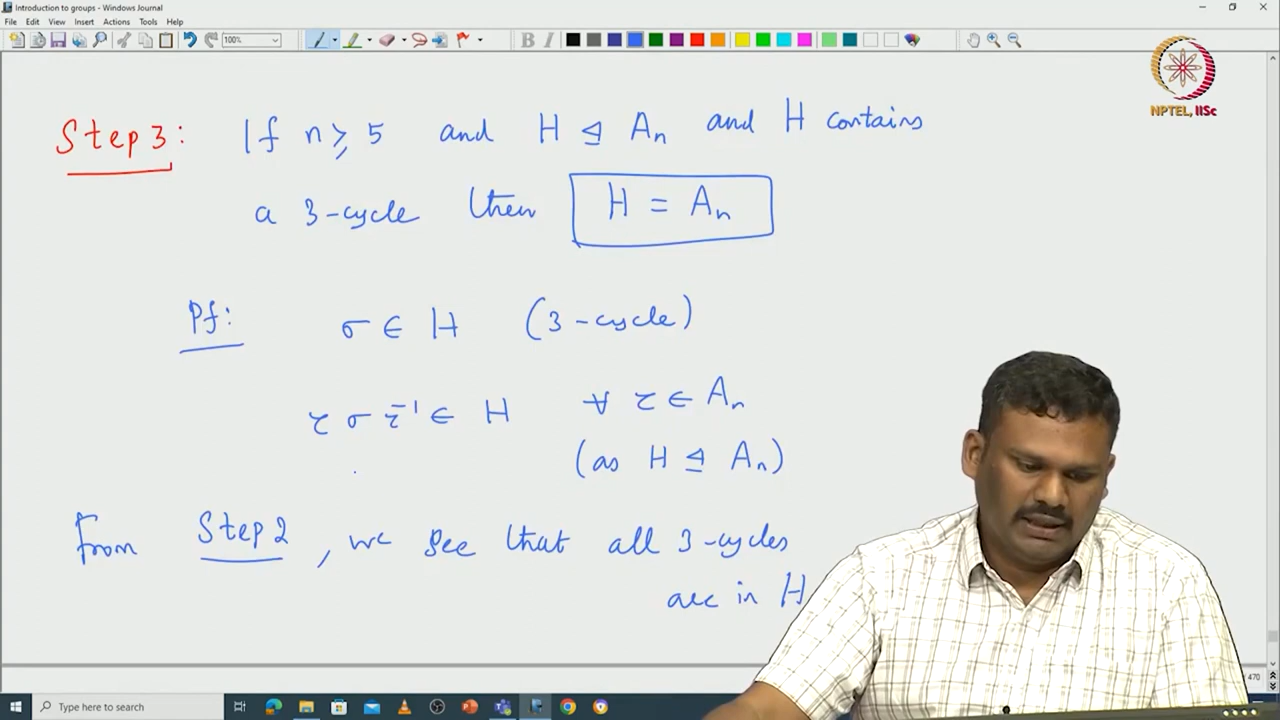 Introduction to groups - Windows Journal
File Edit View Insert Actions Tools Help
100%
NPTEL, IISc
Step 3: If n ≥ 5 and H ⊴ An and H contains
a 3-cycle then H = An
Pf: σ ∈ H (3-cycle)
τ σ τ⁻¹ ∈ H ∀ τ ∈ An
(as H ⊴ An)
From Step 2, we see that all 3-cycles
are in H
470
Type here to search